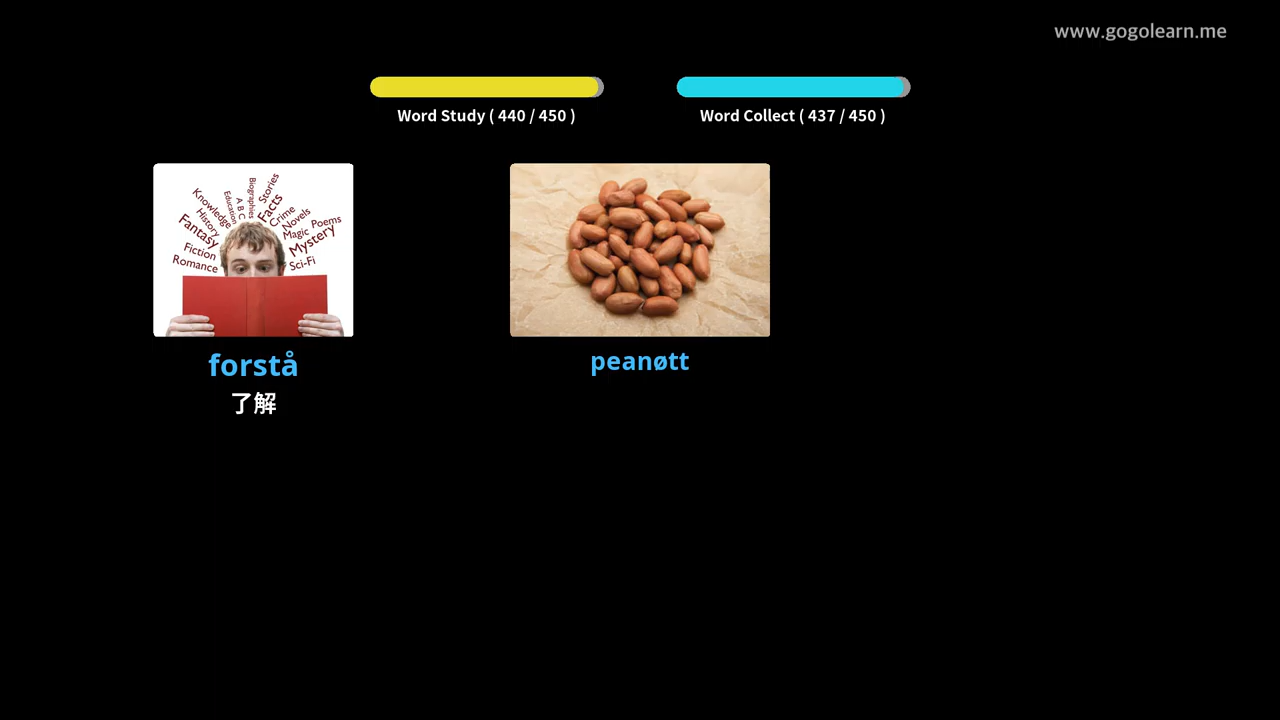 www.gogolearn.me
Word Study ( 440 / 450 )
Word Collect ( 437 / 450 )
Stories
Biographies
A B C
Education
Knowledge
History
Fantasy
Fiction
Romance
Facts
Crime
Novels
Magic
Poems
Mystery
Sci-Fi
forstå
了解
peanøtt